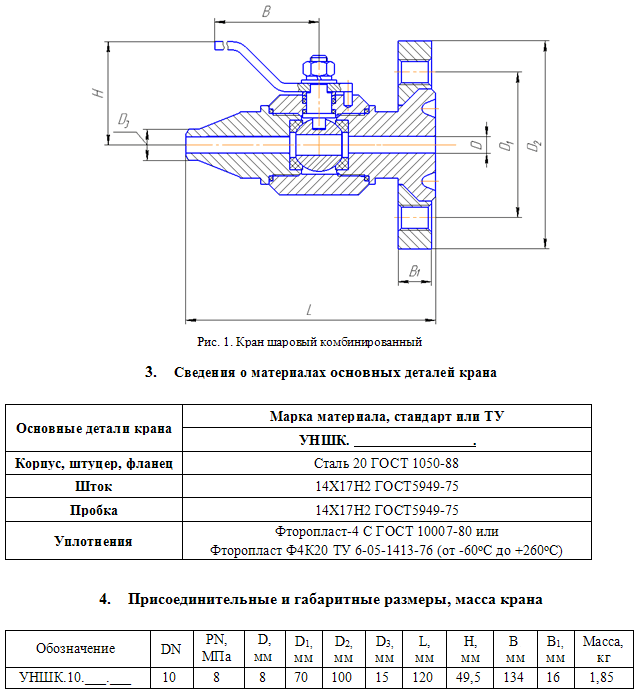 B
H
D3
D
D1
D2
B1
L
Рис. 1. Кран шаровый комбинированный
3. Сведения о материалах основных деталей крана
Основные детали крана
Марка материала, стандарт или ТУ
УНШК. ____________________.
Корпус, штуцер, фланец Сталь 20 ГОСТ 1050-88
Шток 14Х17Н2 ГОСТ5949-75
Пробка 14Х17Н2 ГОСТ5949-75
Уплотнения
Фторопласт-4 С ГОСТ 10007-80 или
Фторопласт Ф4К20 ТУ 6-05-1413-76 (от -60°С до +260°С)
4. Присоединительные и габаритные размеры, масса крана
Обозначение DN PN, МПа D, мм D1, мм D2, мм D3, мм L, мм H, мм B мм B1, мм Масса, кг
УНШК.10.___.___ 10 8 8 70 100 15 120 49,5 134 16 1,85